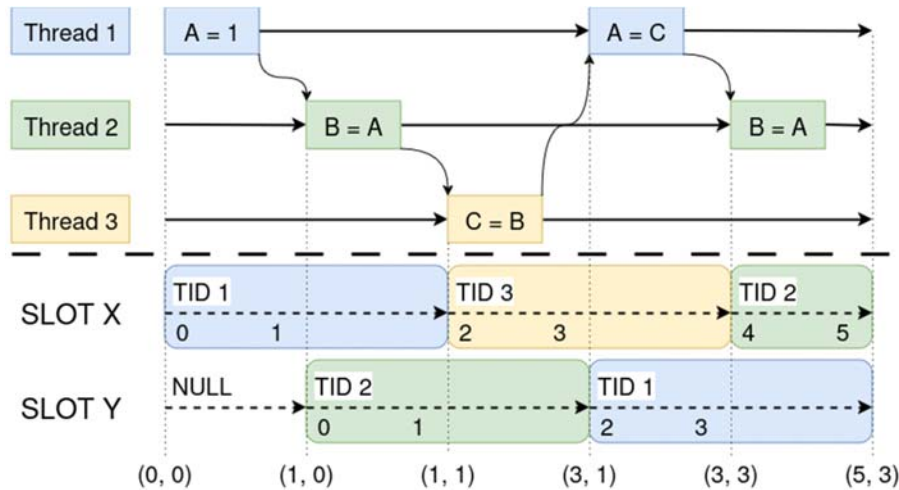 Thread 1 A = 1 A = C
Thread 2 B = A B = A
Thread 3 C = B
SLOT X TID 1 TID 3 TID 2
0 1 2 3 4 5
SLOT Y NULL TID 2 TID 1
0 1 2 3
(0, 0) (1, 0) (1, 1) (3, 1) (3, 3) (5, 3)